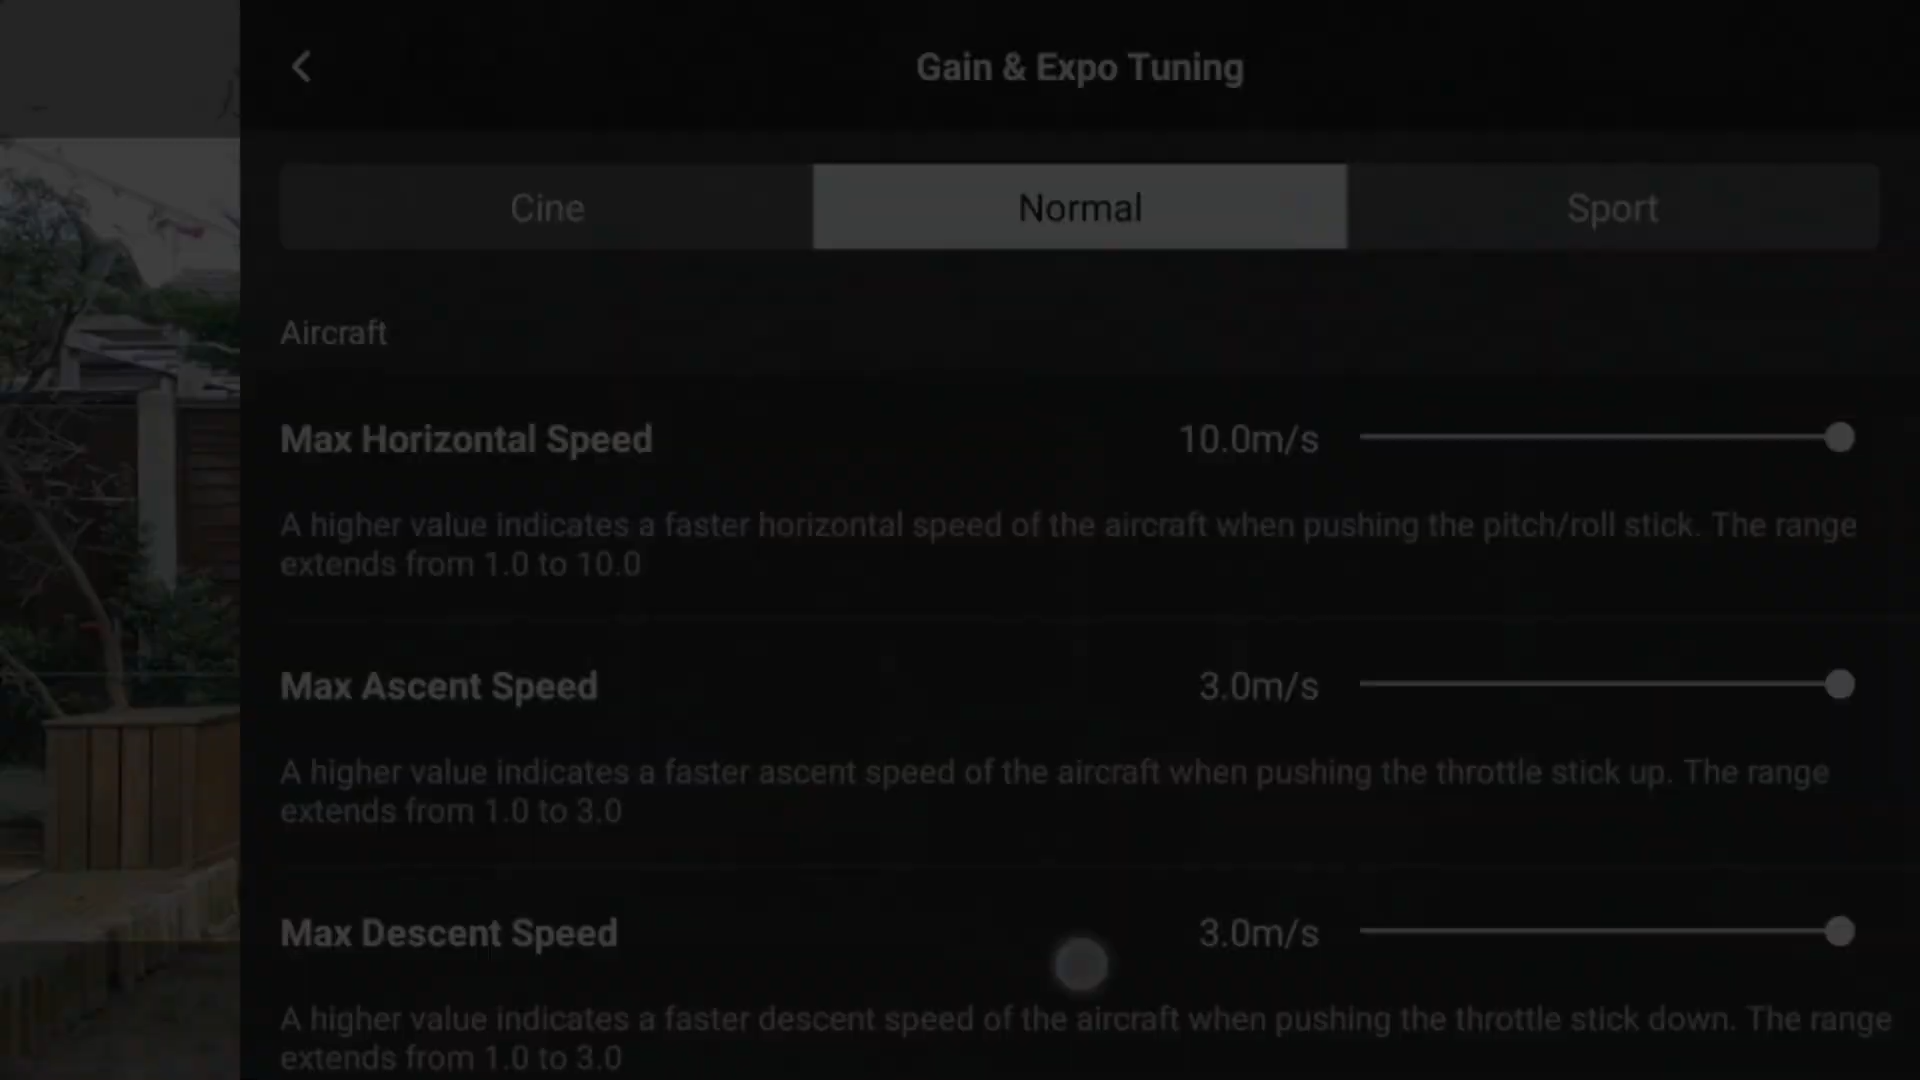 Gain & Expo Tuning
Cine
Normal
Sport
Aircraft
Max Horizontal Speed
10.0m/s
A higher value indicates a faster horizontal speed of the aircraft when pushing the pitch/roll stick. The range
extends from 1.0 to 10.0
Max Ascent Speed
3.0m/s
A higher value indicates a faster ascent speed of the aircraft when pushing the throttle stick up. The range
extends from 1.0 to 3.0
Max Descent Speed
3.0m/s
A higher value indicates a faster descent speed of the aircraft when pushing the throttle stick down. The range
extends from 1.0 to 3.0